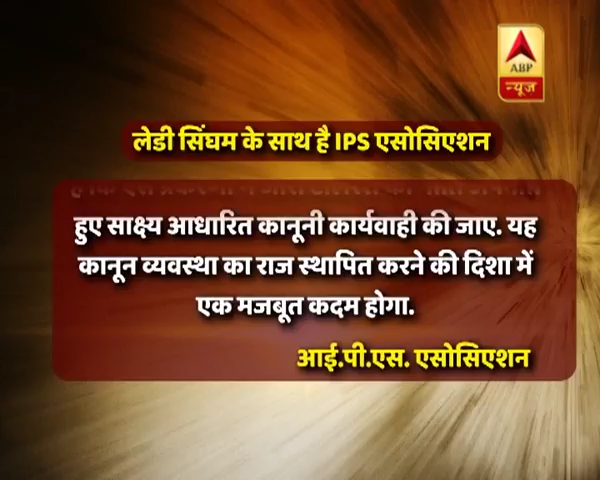 ABP
न्यूज़
लेडी सिंघम के साथ है IPS एसोसिएशन
हुए साक्ष्य आधारित कानूनी कार्यवाही की जाए. यह
कानून व्यवस्था का राज स्थापित करने की दिशा में
एक मजबूत कदम होगा.
आई.पी.एस. एसोसिएशन